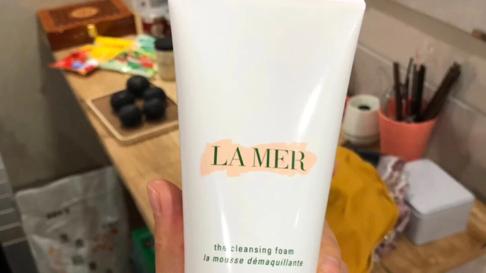 LA MER
the cleansing foam
la mousse démaquillante